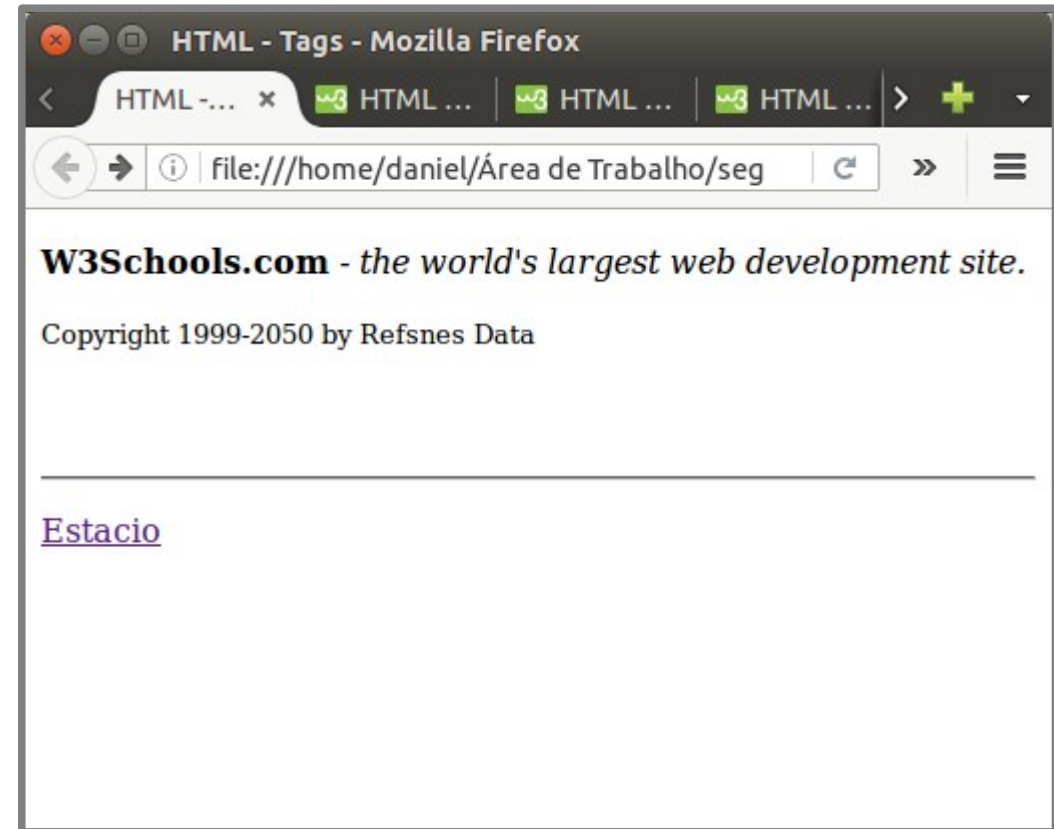 HTML - Tags - Mozilla Firefox
HTML -... HTML ... HTML ... HTML ...
file:///home/daniel/Área de Trabalho/seg
W3Schools.com - the world's largest web development site.
Copyright 1999-2050 by Refsnes Data
Estacio